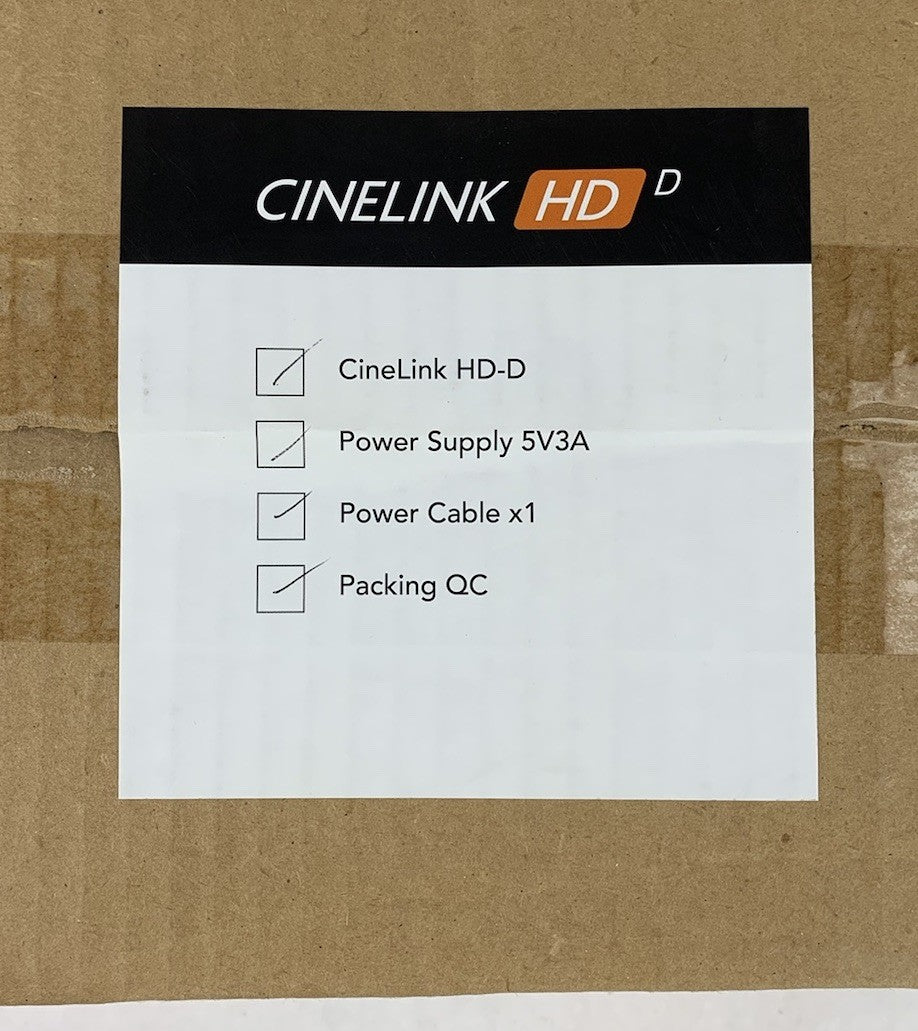 CINELINK HD D
CineLink HD-D
Power Supply 5V3A
Power Cable x1
Packing QC